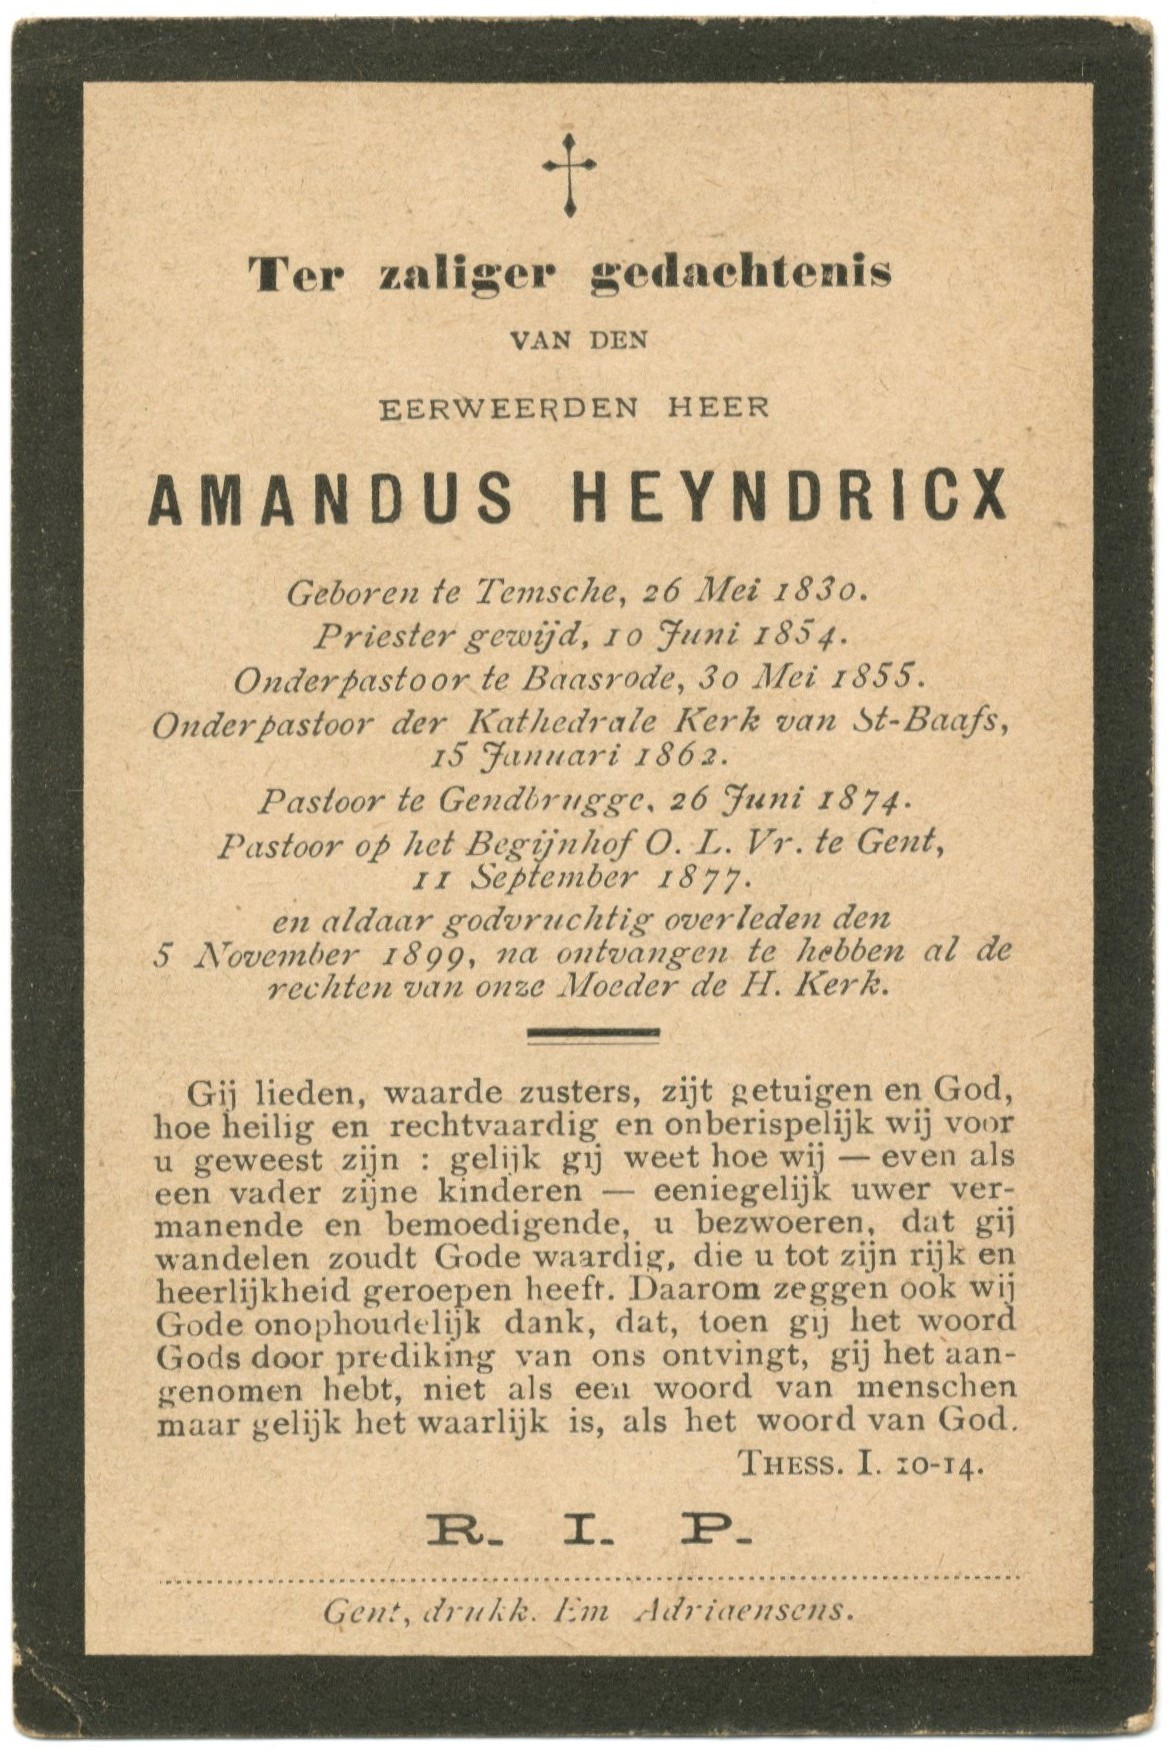 Ter zaliger gedachtenis
VAN DEN
EERWEERDEN HEER
AMANDUS HEYNDRICX
Geboren te Temsche, 26 Mei 1830.
Priester gewijd, 10 Juni 1854.
Onderpastoor te Baasrode, 30 Mei 1855.
Onderpastoor der Kathedrale Kerk van St-Baafs,
15 Januari 1862.
Pastoor te Gendbrugge, 26 Juni 1874.
Pastoor op het Begijnhof O. L. Vr. te Gent,
11 September 1877.
en aldaar godvruchtig overleden den
5 November 1899, na ontvangen te hebben al de
rechten van onze Moeder de H. Kerk.
Gij lieden, waarde zusters, zijt getuigen en God,
hoe heilig en rechtvaardig en onberispelijk wij voor
u geweest zijn : gelijk gij weet hoe wij — even als
een vader zijne kinderen — eeniegelijk uwer ver-
manende en bemoedigende, u bezwoeren, dat gij
wandelen zoudt Gode waardig, die u tot zijn rijk en
heerlijkheid geroepen heeft. Daarom zeggen ook wij
Gode onophoudelijk dank, dat, toen gij het woord
Gods door prediking van ons ontvingt, gij het aan-
genomen hebt, niet als een woord van menschen
maar gelijk het waarlijk is, als het woord van God.
THESS. I. 10-14.
R. I. P.
Gent, drukk. Em Adriaensens.